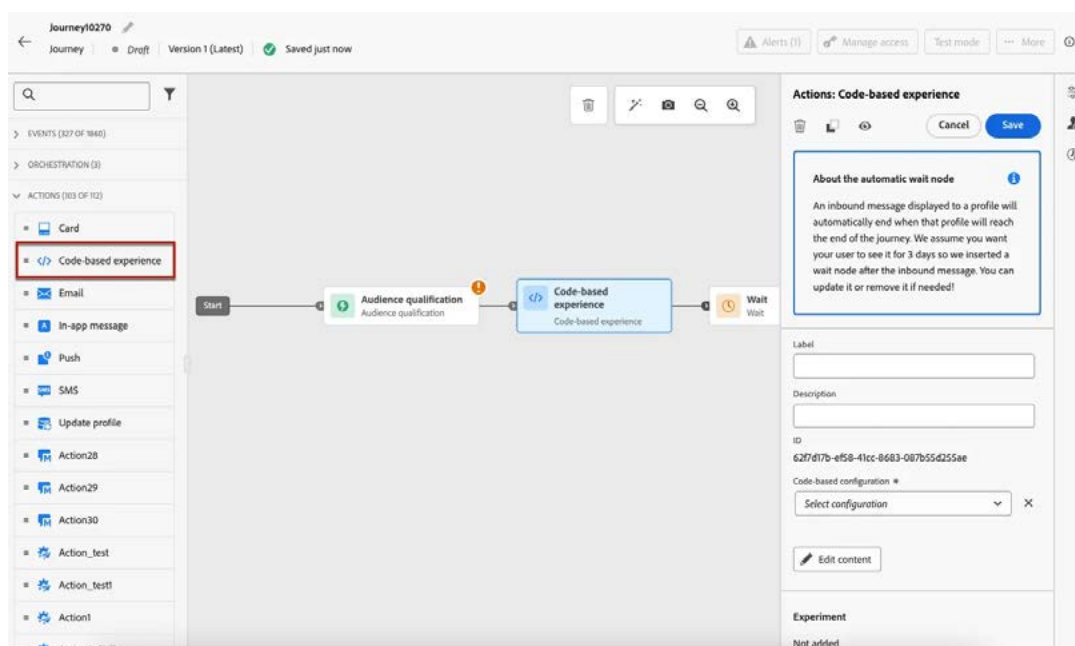 Journey10270
Journey
Draft
Version 1 (Latest)
Saved just now
Alerts (1)
Manage access
Test mode
... More
EVENTS (327 OF 1860)
ORCHESTRATION (3)
ACTIONS (103 OF 112)
Card
</> Code-based experience
Email
In-app message
Push
SMS
Update profile
Action28
Action29
Action30
Action_test
Action_test1
Action1
Start
Audience qualification
Audience qualification
</> Code-based
experience
Code-based experience
Wait
Wait
Actions: Code-based experience
Cancel
Save
About the automatic wait node
An inbound message displayed to a profile will
automatically end when that profile will reach
the end of the journey. We assume you want
your user to see it for 3 days so we inserted a
wait node after the inbound message. You can
update it or remove it if needed!
Label
Description
ID
62f7d17b-ef58-41cc-8683-087b55d255ae
Code-based configuration *
Select configuration
Edit content
Experiment
Not added